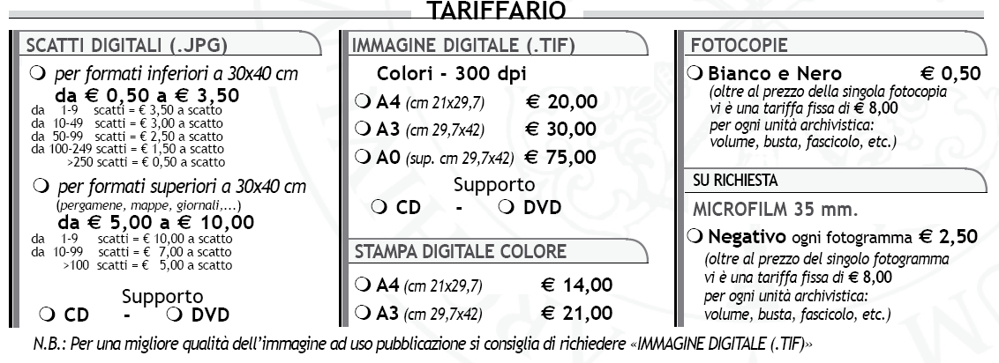 TARIFFARIO
SCATTI DIGITALI (.JPG)
❍ per formati inferiori a 30x40 cm
da € 0,50 a € 3,50
da 1-9 scatti = € 3,50 a scatto
da 10-49 scatti = € 3,00 a scatto
da 50-99 scatti = € 2,50 a scatto
da 100-249 scatti = € 1,50 a scatto
>250 scatti = € 0,50 a scatto
❍ per formati superiori a 30x40 cm
(pergamene, mappe, giornali,...)
da € 5,00 a € 10,00
da 1-9 scatti = € 10,00 a scatto
da 10-99 scatti = € 7,00 a scatto
>100 scatti = € 5,00 a scatto
Supporto
❍ CD - ❍ DVD
IMMAGINE DIGITALE (.TIF)
Colori - 300 dpi
❍ A4 (cm 21x29,7) € 20,00
❍ A3 (cm 29,7x42) € 30,00
❍ A0 (sup. cm 29,7x42) € 75,00
Supporto
❍ CD - ❍ DVD
STAMPA DIGITALE COLORE
❍ A4 (cm 21x29,7) € 14,00
❍ A3 (cm 29,7x42) € 21,00
FOTOCOPIE
❍ Bianco e Nero € 0,50
(oltre al prezzo della singola fotocopia
vi è una tariffa fissa di € 8,00
per ogni unità archivistica:
volume, busta, fascicolo, etc.)
SU RICHIESTA
MICROFILM 35 mm.
❍ Negativo ogni fotogramma € 2,50
(oltre al prezzo del singolo fotogramma
vi è una tariffa fissa di € 8,00
per ogni unità archivistica:
volume, busta, fascicolo, etc.)
N.B.: Per una migliore qualità dell'immagine ad uso pubblicazione si consiglia di richiedere «IMMAGINE DIGITALE (.TIF)»